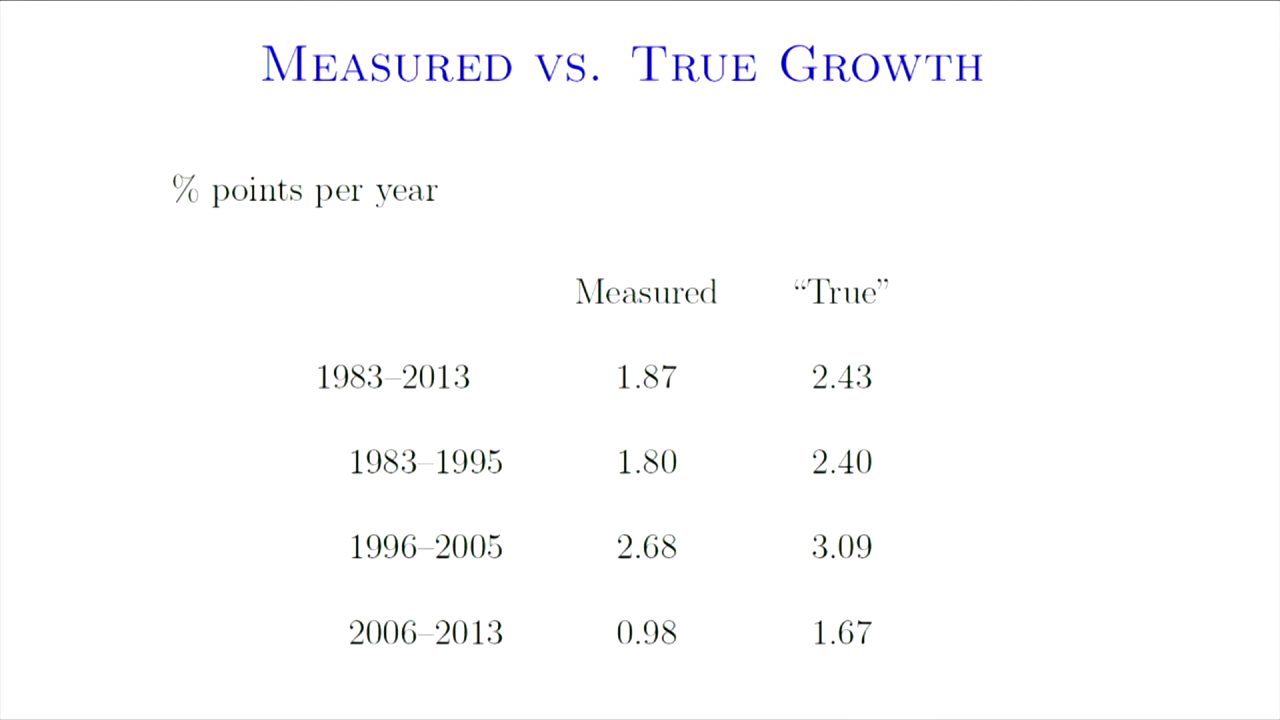 MEASURED VS. TRUE GROWTH
% points per year
Measured “True”
1983–2013 1.87 2.43
1983–1995 1.80 2.40
1996–2005 2.68 3.09
2006–2013 0.98 1.67